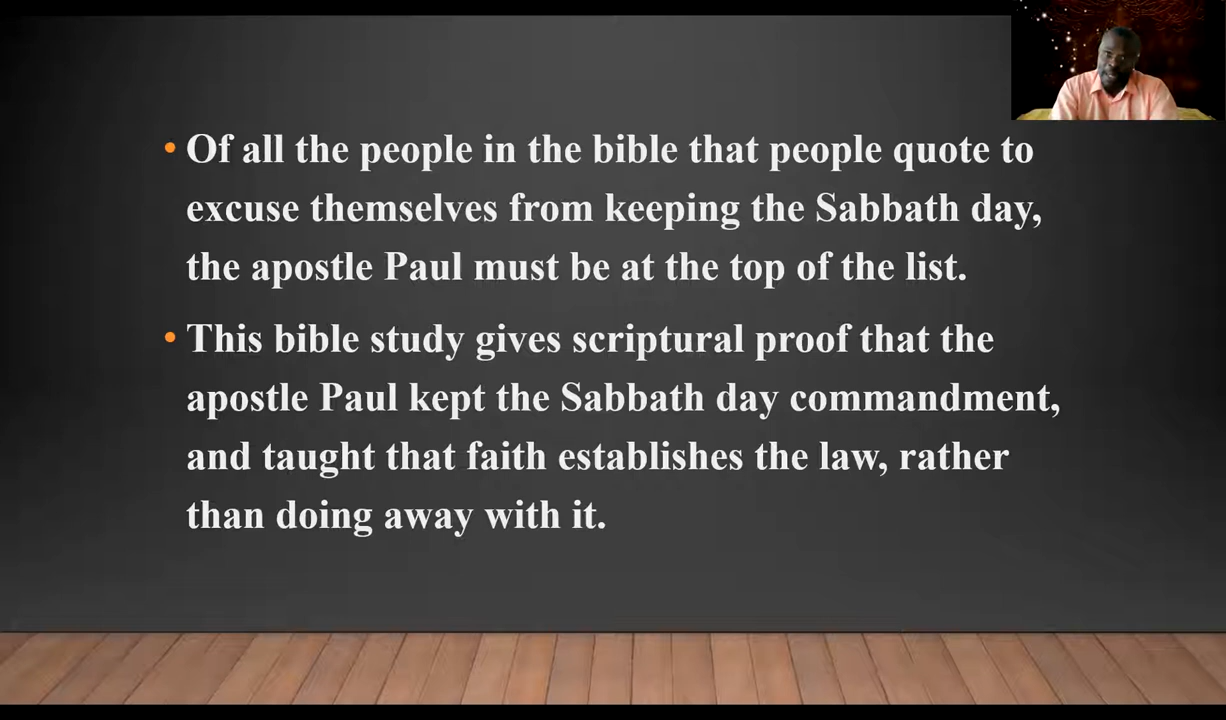 • Of all the people in the bible that people quote to
excuse themselves from keeping the Sabbath day,
the apostle Paul must be at the top of the list.
• This bible study gives scriptural proof that the
apostle Paul kept the Sabbath day commandment,
and taught that faith establishes the law, rather
than doing away with it.